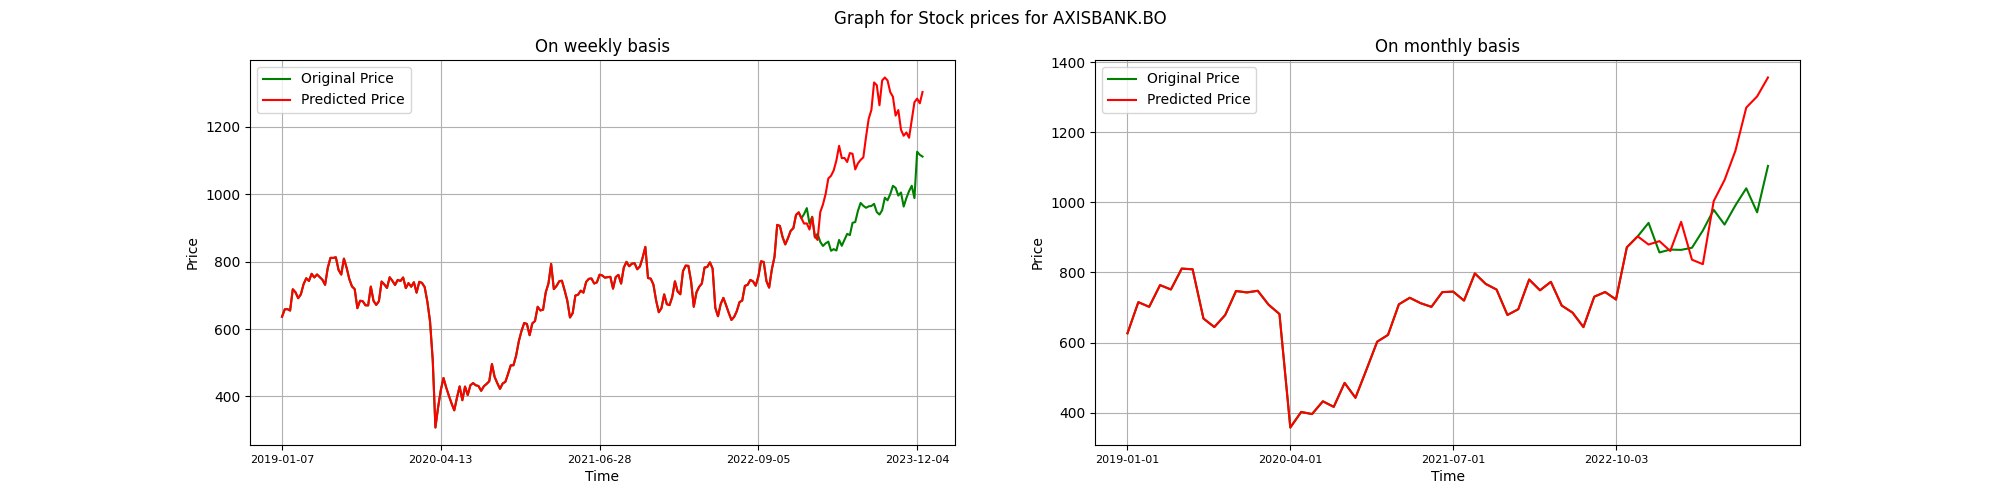 Graph for Stock prices for AXISBANK.BO
On weekly basis
Original Price
Predicted Price
Price
1200
1000
800
600
400
2019-01-07
2020-04-13
2021-06-28
2022-09-05
2023-12-04
Time
On monthly basis
Original Price
Predicted Price
Price
1400
1200
1000
800
600
400
2019-01-01
2020-04-01
2021-07-01
2022-10-03
Time